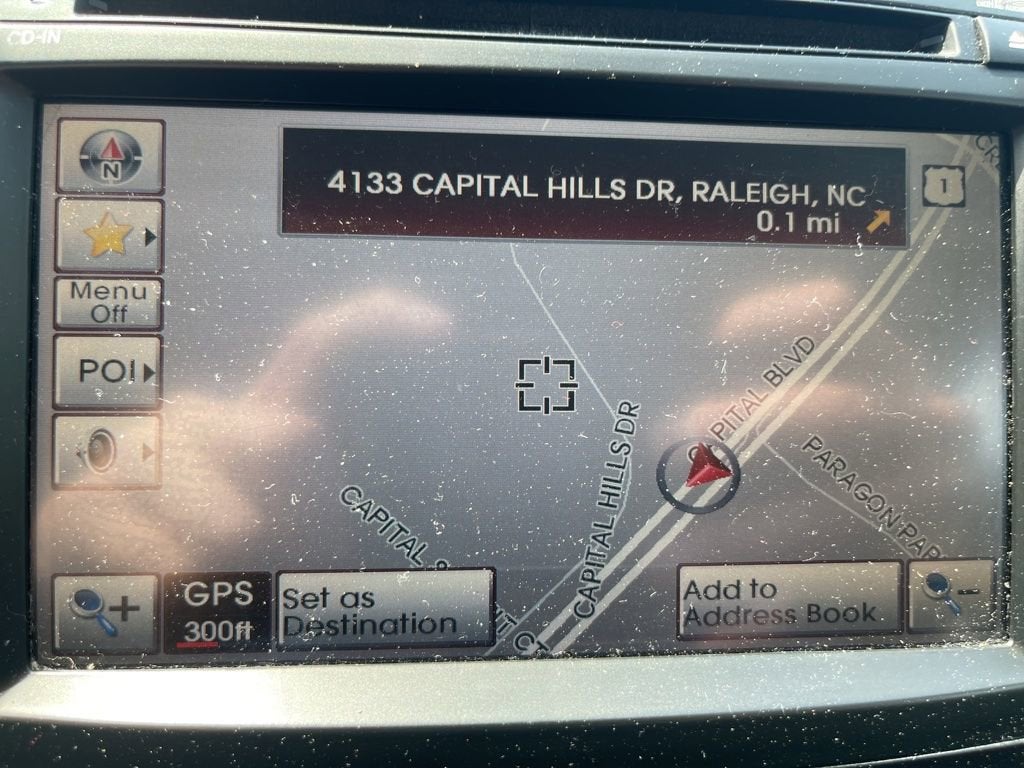 CD-IN
N
4133 CAPITAL HILLS DR, RALEIGH, NC
0.1 mi
1
Menu
Off
POI
CAPITAL BLVD
CAPITAL HILLS DR
GPS
300ft
Set as
Destination
Add to
Address Book